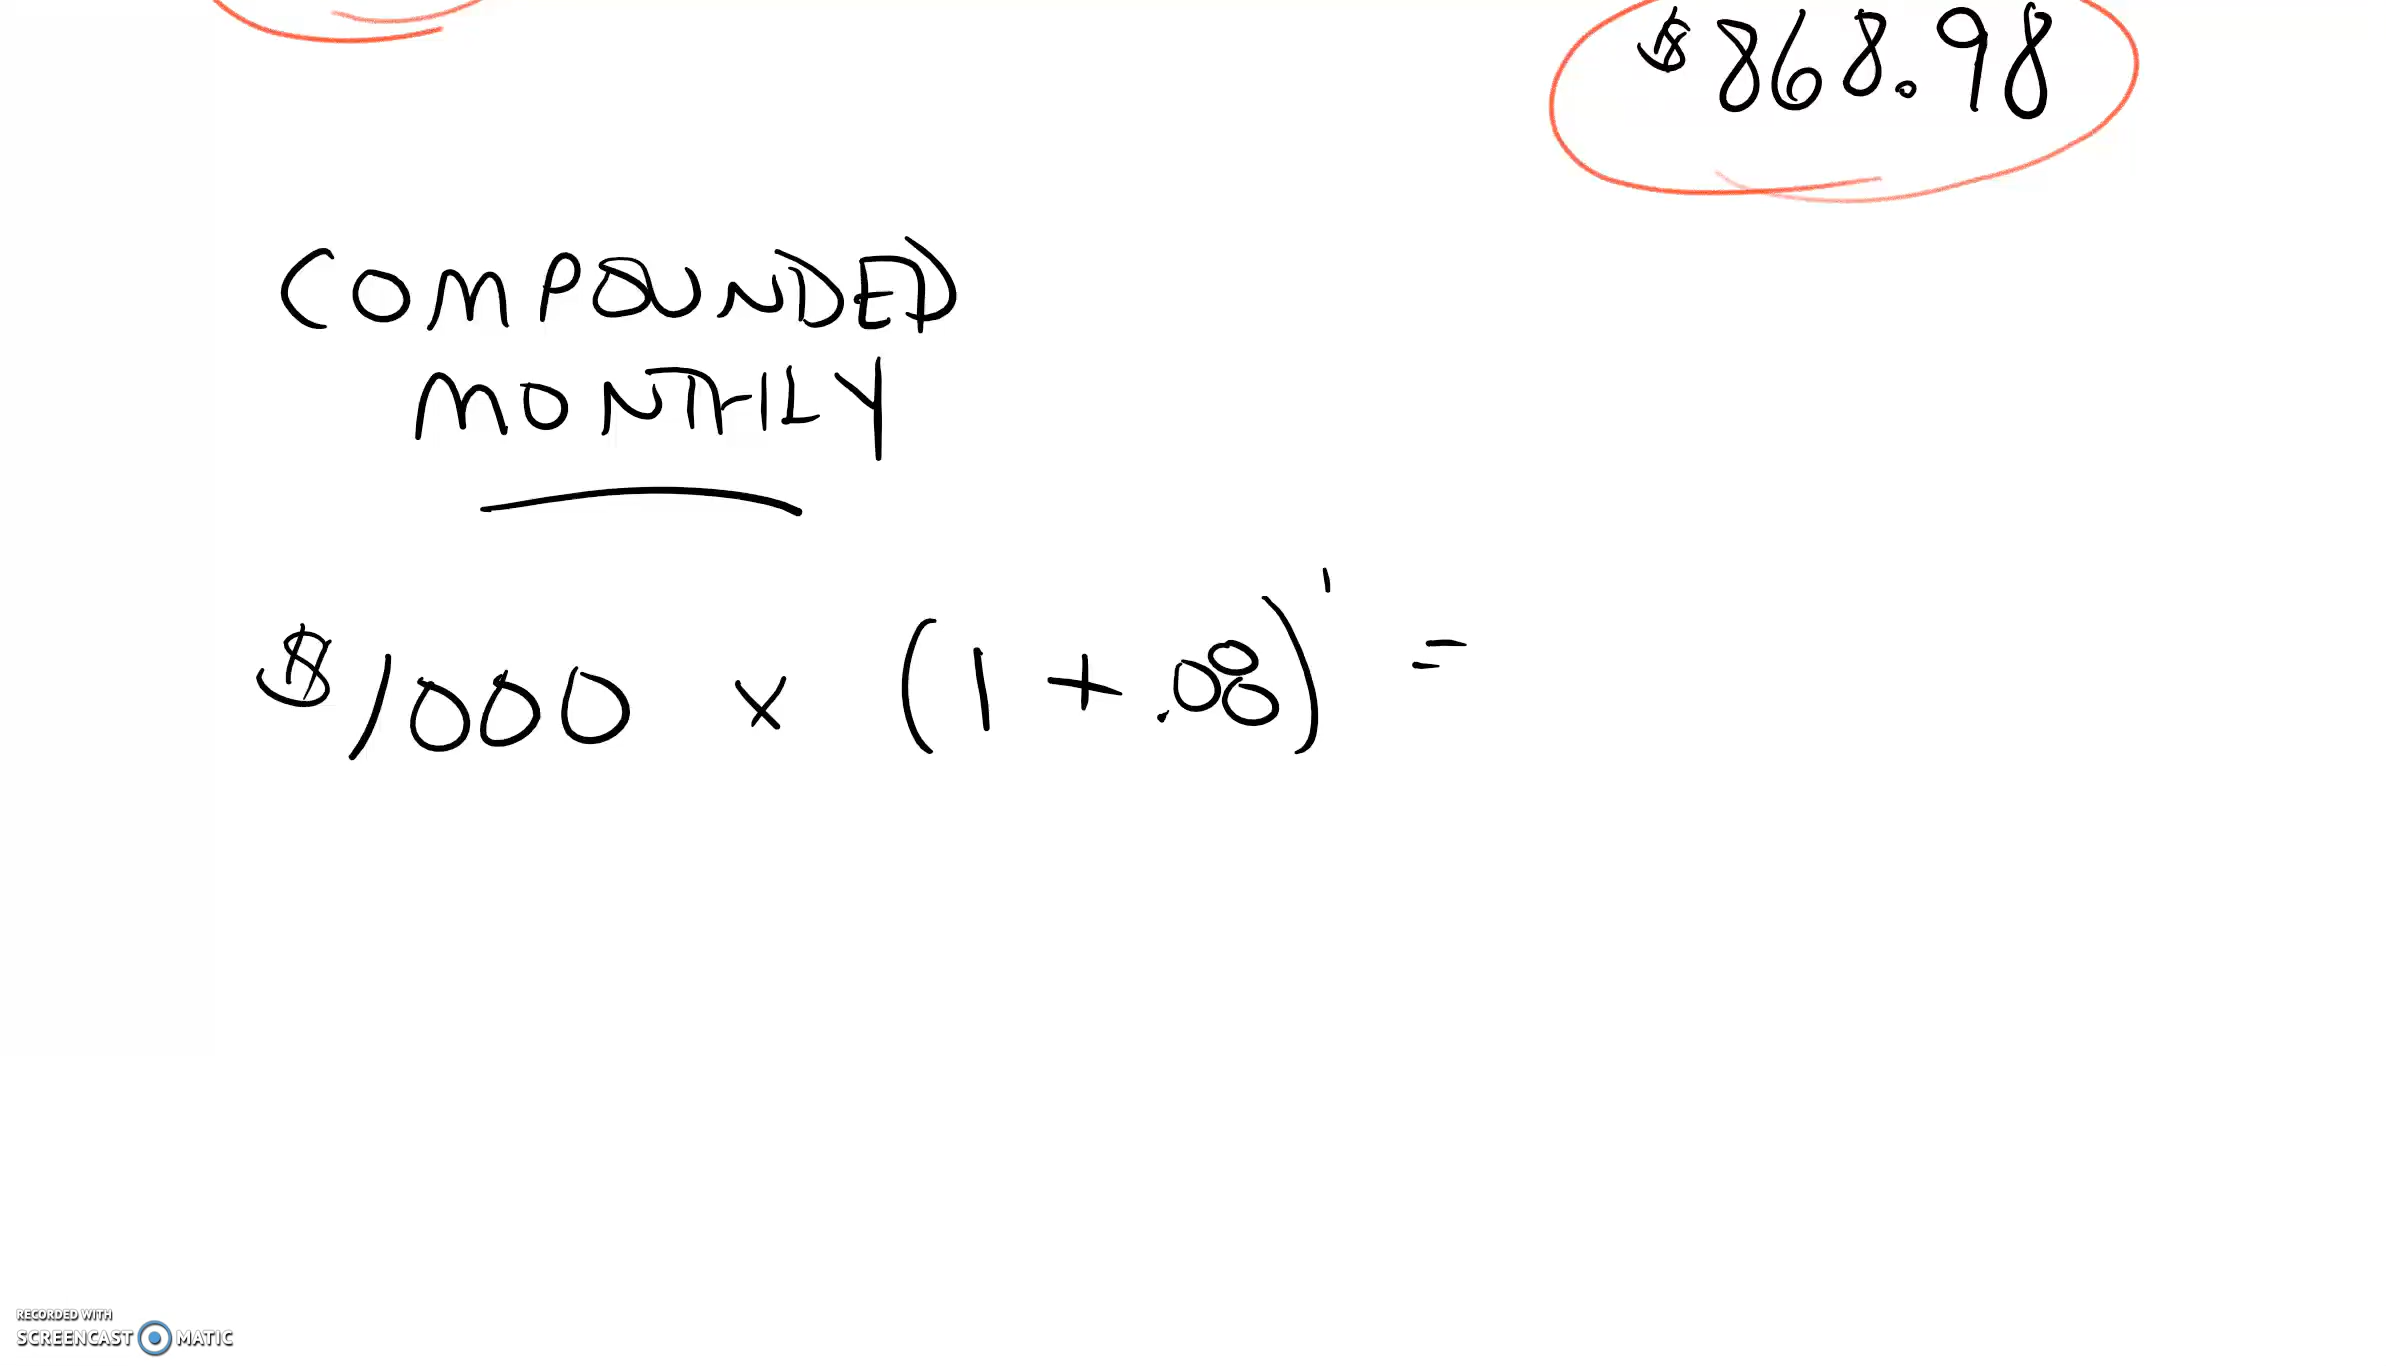 $868.98
COMPOUNDED
MONTHLY
$1000 x (1 + .08)¹ =
RECORDED WITH
SCREENCAST MATIC